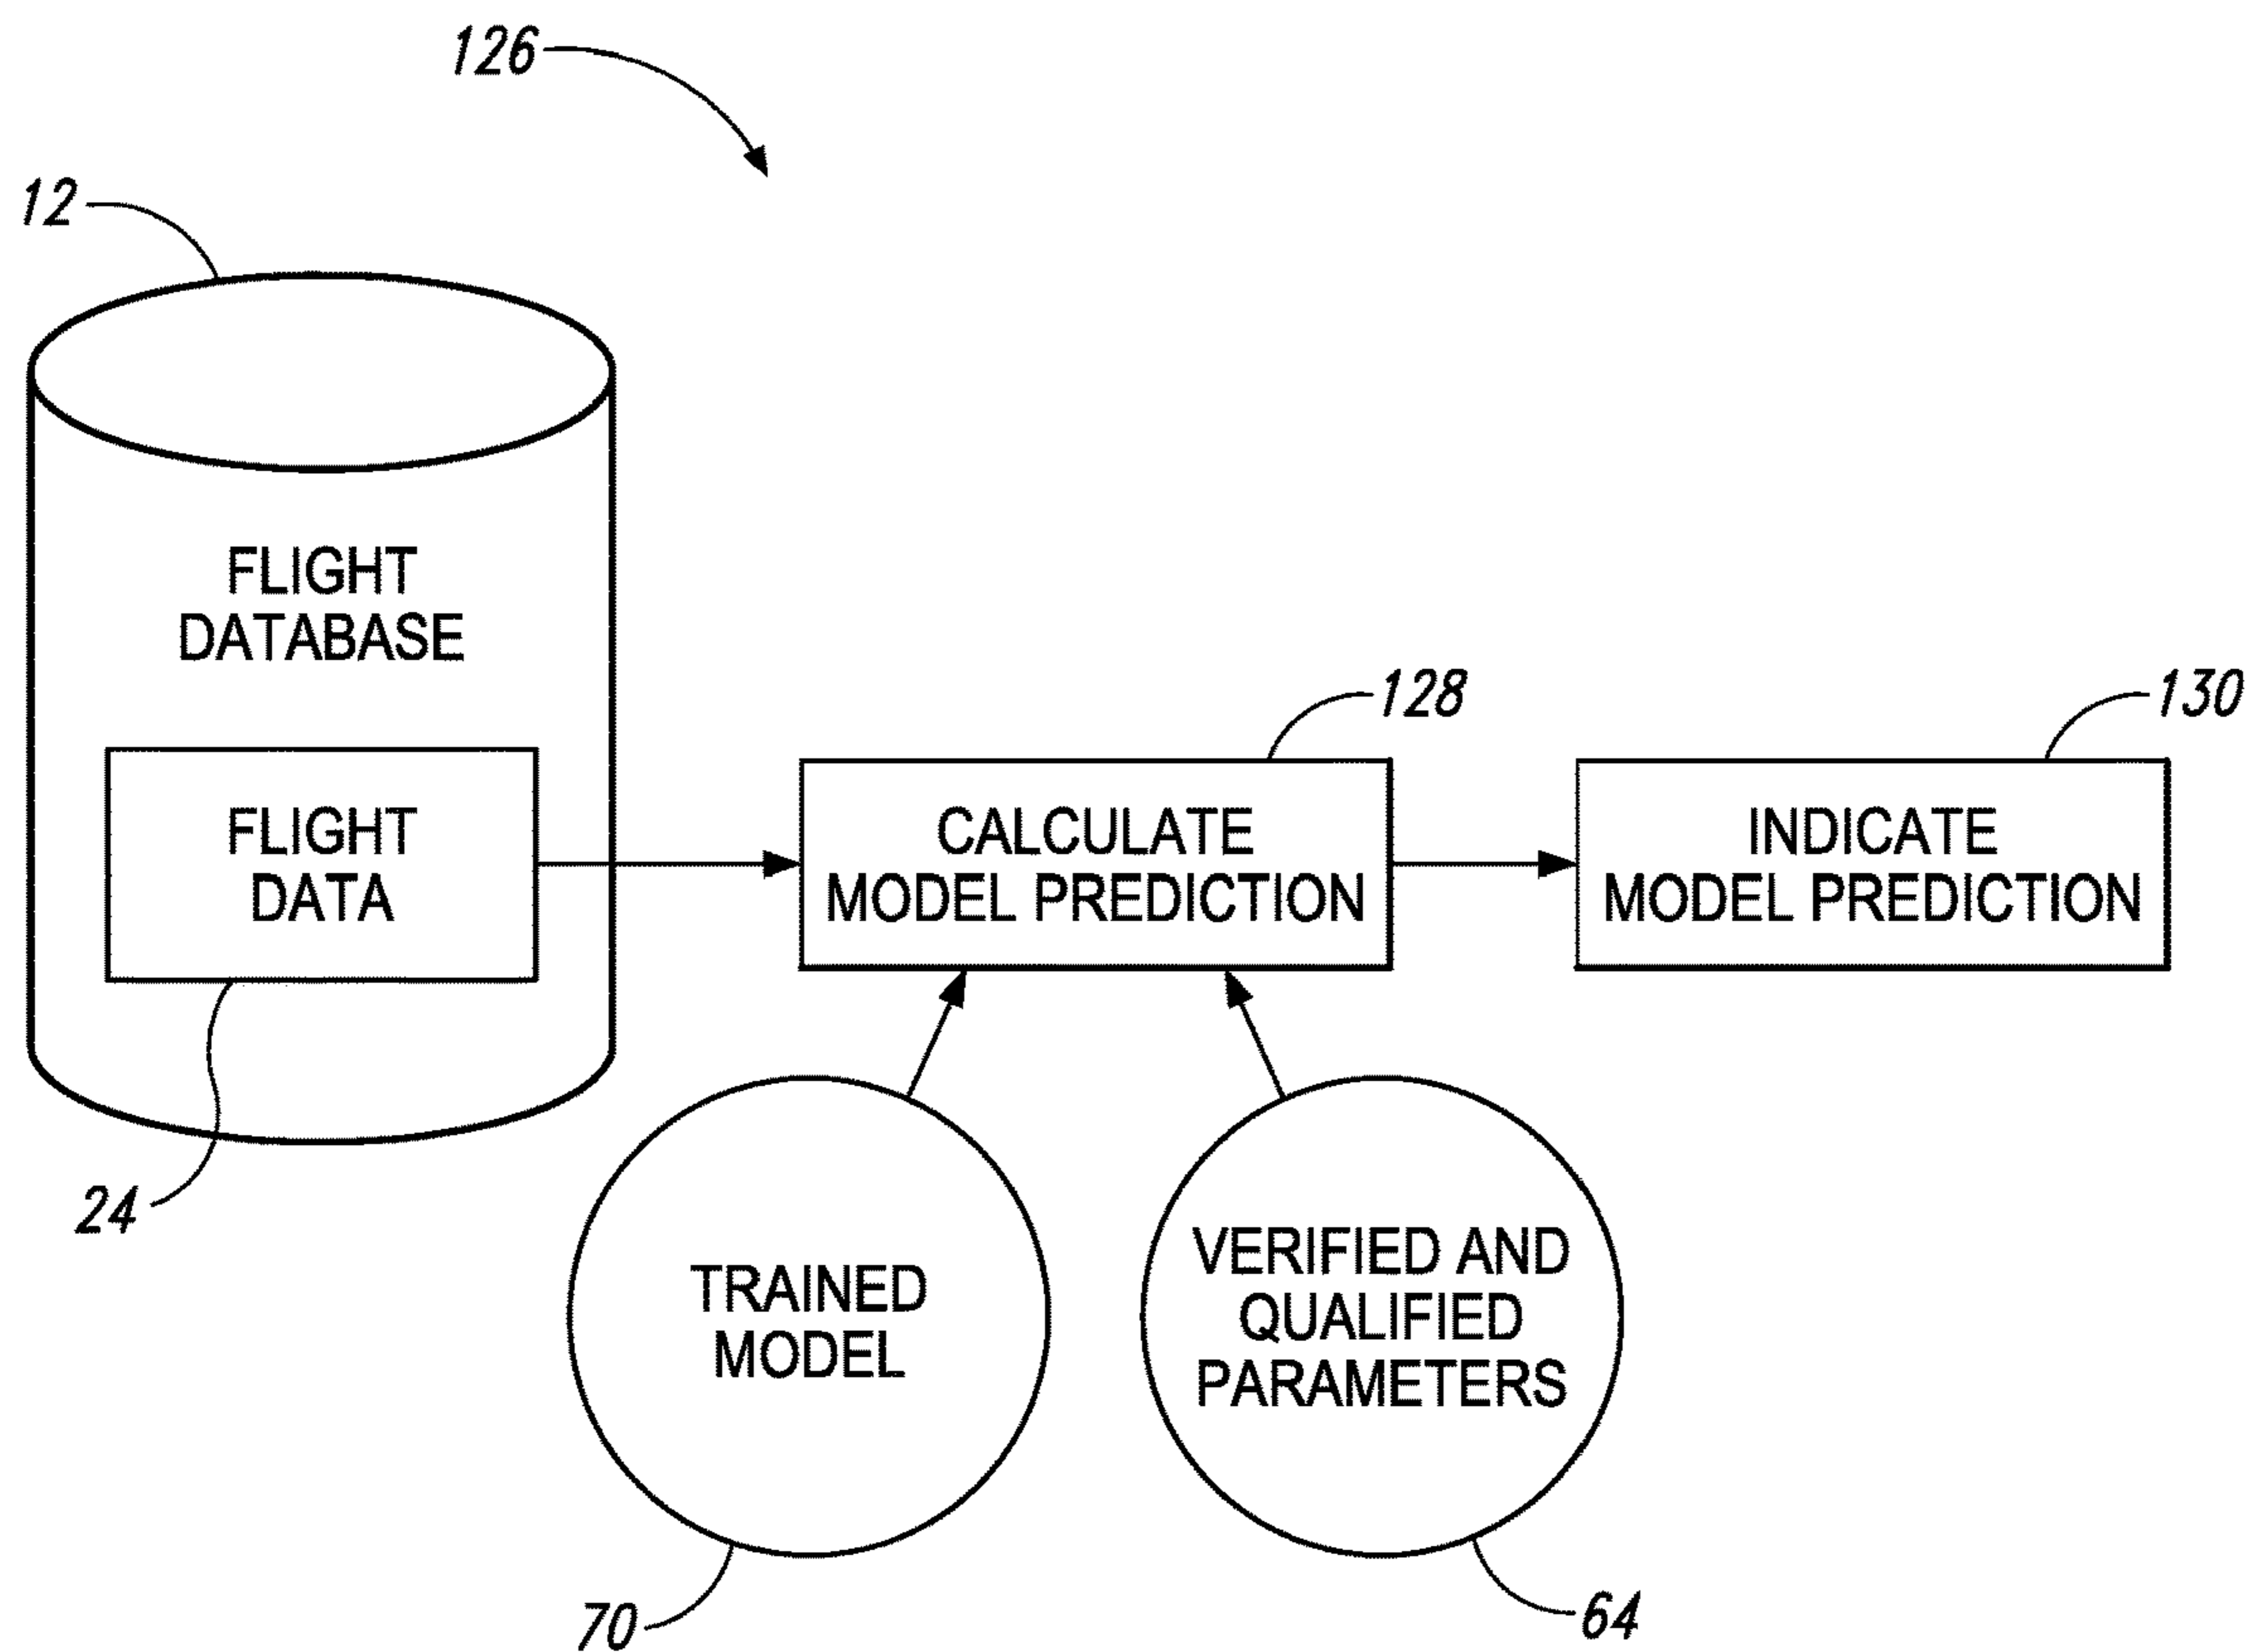 126
12
FLIGHT
DATABASE
128
130
FLIGHT
DATA
CALCULATE
MODEL PREDICTION
INDICATE
MODEL PREDICTION
24
TRAINED
MODEL
VERIFIED AND
QUALIFIED
PARAMETERS
70
64